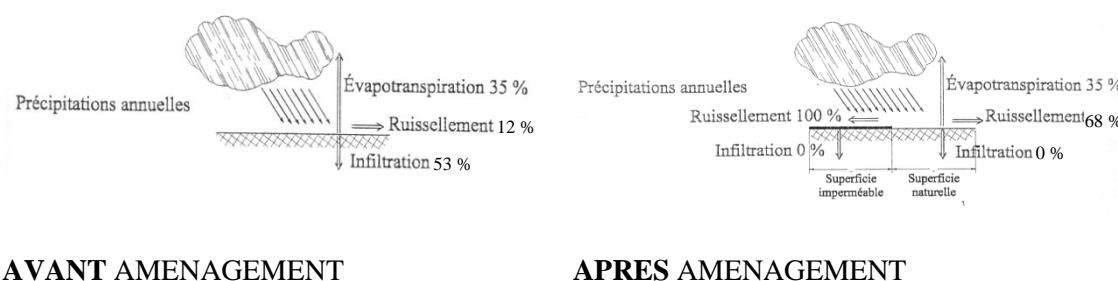 Évapotranspiration 35 %
Précipitations annuelles
Ruissellement 12 %
Infiltration 53 %
AVANT AMENAGEMENT
Précipitations annuelles
Évapotranspiration 35 %
Ruissellement 100 %
Ruissellement 68 %
Infiltration 0 %
Infiltration 0 %
Superficie
imperméable
Superficie
naturelle
APRES AMENAGEMENT